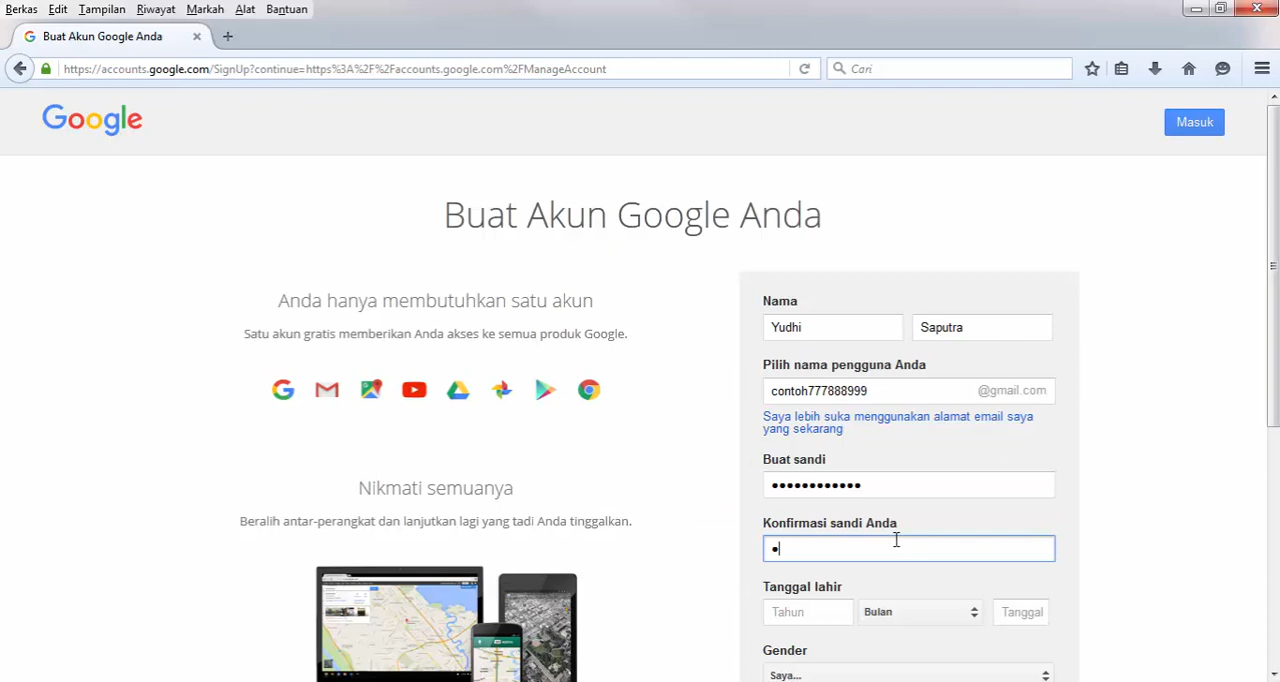 Berkas Edit Tampilan Riwayat Markah Alat Bantuan
Buat Akun Google Anda
https://accounts.google.com/SignUp?continue=https%3A%2F%2Faccounts.google.com%2FManageAccount
Cari
Google
Masuk
Buat Akun Google Anda
Anda hanya membutuhkan satu akun
Satu akun gratis memberikan Anda akses ke semua produk Google.
Nikmati semuanya
Beralih antar-perangkat dan lanjutkan lagi yang tadi Anda tinggalkan.
Nama
Yudhi Saputra
Pilih nama pengguna Anda
contoh777888999 @gmail.com
Saya lebih suka menggunakan alamat email saya
yang sekarang
Buat sandi
••••••••••••
Konfirmasi sandi Anda
•
Tanggal lahir
Tahun Bulan Tanggal
Gender
Saya...